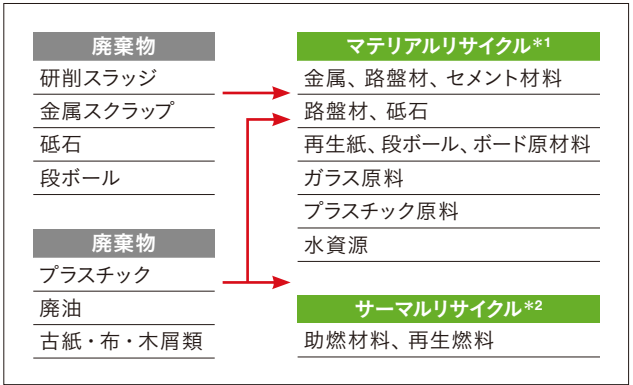 廃棄物
研削スラッジ
金属スクラップ
砥石
段ボール
廃棄物
プラスチック
廃油
古紙・布・木屑類
マテリアルリサイクル*1
金属、路盤材、セメント材料
路盤材、砥石
再生紙、段ボール、ボード原材料
ガラス原料
プラスチック原料
水資源
サーマルリサイクル*2
助燃材料、再生燃料